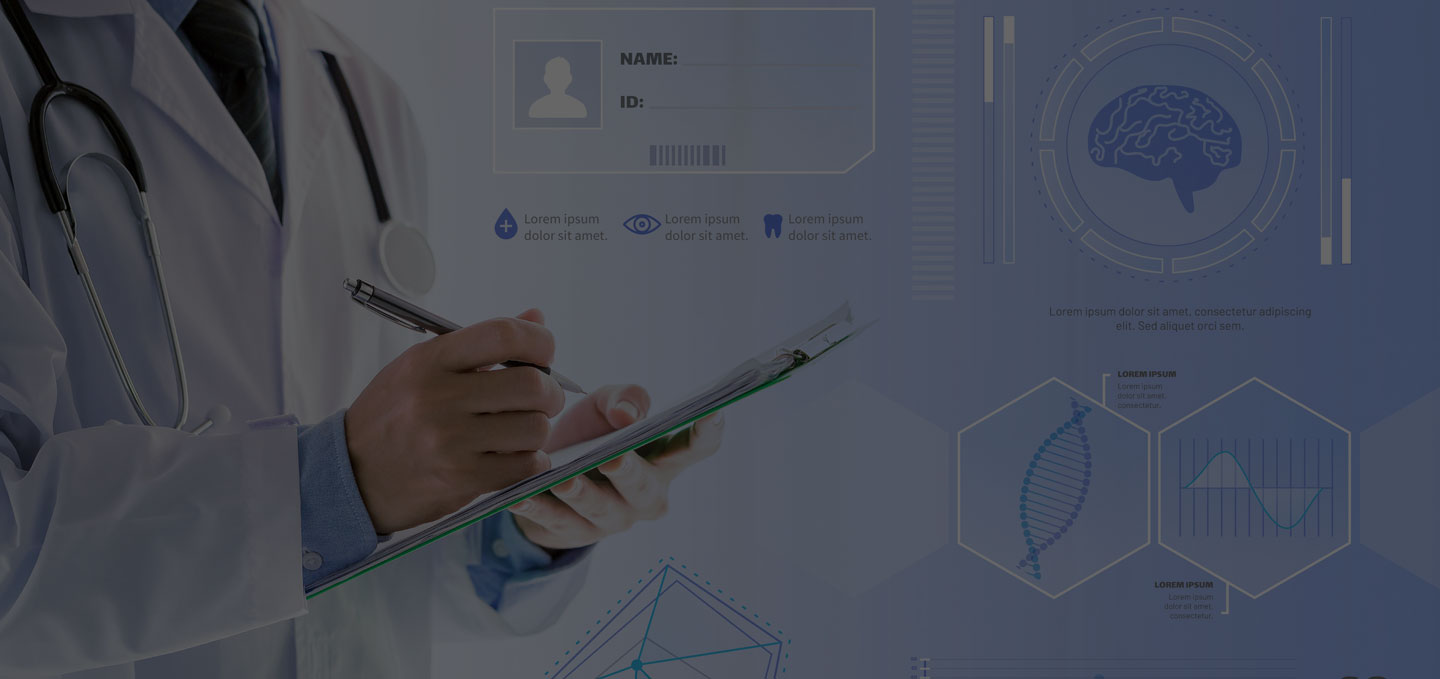 NAME:
ID:
Lorem ipsum
dolor sit amet.
Lorem ipsum
dolor sit amet.
Lorem ipsum
dolor sit amet.
Lorem ipsum dolor sit amet, consectetur adipiscing
elit. Sed aliquet orci sem.
LOREM IPSUM
Lorem ipsum
dolor sit amet,
consectetur.
LOREM IPSUM
Lorem ipsum
dolor sit amet,
consectetur.